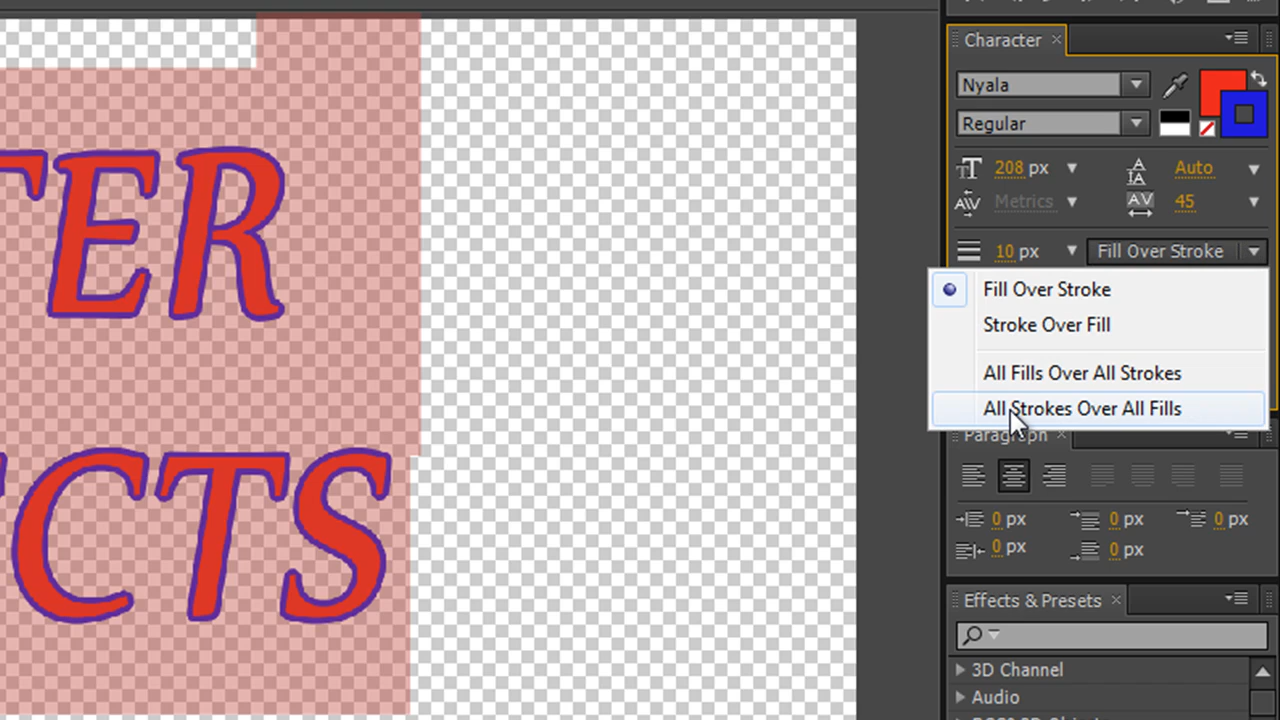 Character
Nyala
Regular
208 px
Auto
Metrics
45
10 px
Fill Over Stroke
Fill Over Stroke
Stroke Over Fill
All Fills Over All Strokes
All Strokes Over All Fills
TER
CTS
Paragraph
0 px
0 px
0 px
0 px
0 px
Effects & Presets
3D Channel
Audio